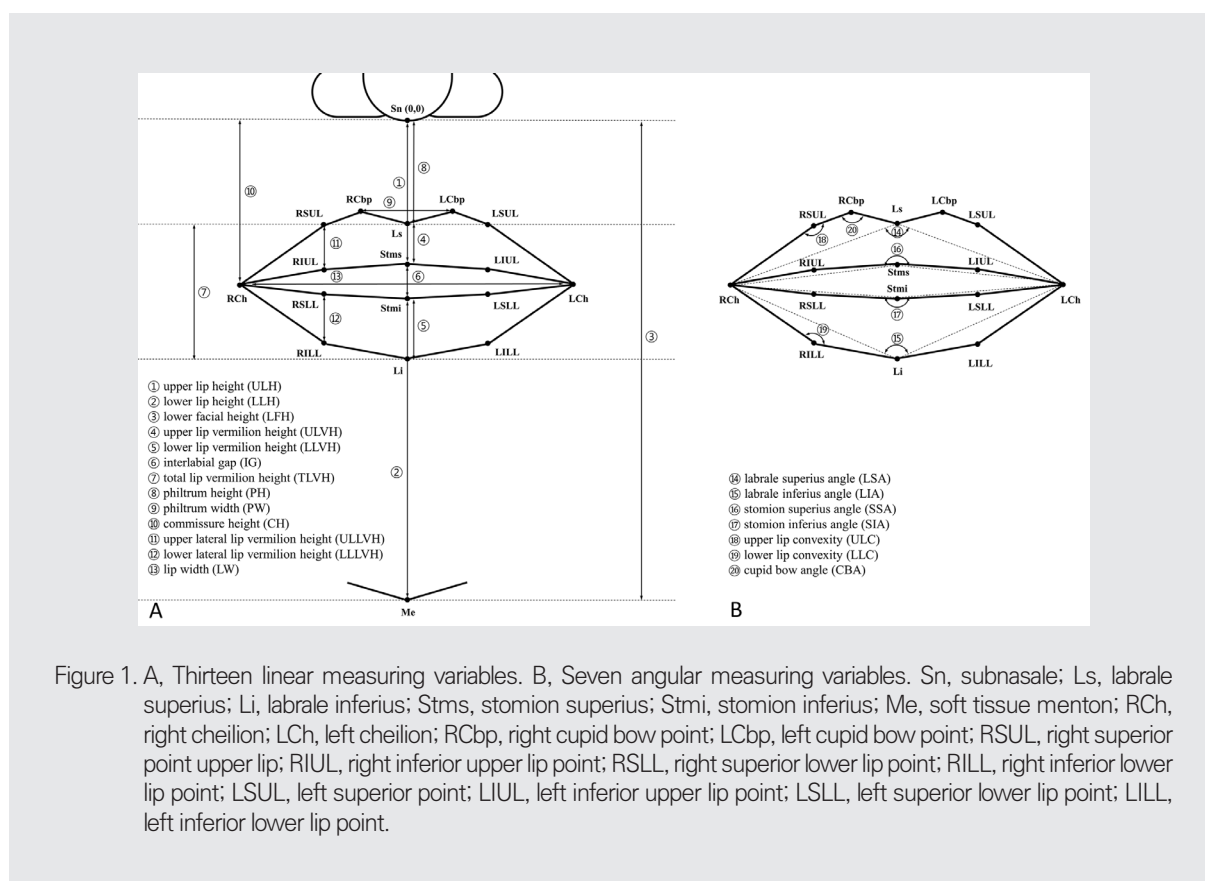 Sn (0,0)
⑧
①
⑩
RCbp
⑨
LCbp
RSUL
LSUL
Ls
⑪
④
Stms
RIUL
LIUL
⑬
⑥
RCh
LCh
⑦
RSLL
LSLL
Stmi
⑫
⑤
③
RILL
LILL
Li
① upper lip height (ULH)
② lower lip height (LLH)
③ lower facial height (LFH)
④ upper lip vermilion height (ULVH)
⑤ lower lip vermilion height (LLVH)
⑥ interlabial gap (IG)
⑦ total lip vermilion height (TLVH)
⑧ philtrum height (PH)
⑨ philtrum width (PW)
⑩ commissure height (CH)
⑪ upper lateral lip vermilion height (ULLVH)
⑫ lower lateral lip vermilion height (LLLVH)
⑬ lip width (LW)
②
A
Me
RCbp
Ls
LCbp
RSUL
LSUL
⑳
⑱
⑭
⑯
RIUL
LIUL
Stms
RCh
Stmi
LCh
RSLL
LSLL
⑰
⑲
⑮
RILL
LILL
Li
⑭ labrale superius angle (LSA)
⑮ labrale inferius angle (LIA)
⑯ stomion superius angle (SSA)
⑰ stomion inferius angle (SIA)
⑱ upper lip convexity (ULC)
⑲ lower lip convexity (LLC)
⑳ cupid bow angle (CBA)
B
Figure 1. A, Thirteen linear measuring variables. B, Seven angular measuring variables. Sn, subnasale; Ls, labrale
superius; Li, labrale inferius; Stms, stomion superius; Stmi, stomion inferius; Me, soft tissue menton; RCh,
right cheilion; LCh, left cheilion; RCbp, right cupid bow point; LCbp, left cupid bow point; RSUL, right superior
point upper lip; RIUL, right inferior upper lip point; RSLL, right superior lower lip point; RILL, right inferior lower
lip point; LSUL, left superior point; LIUL, left inferior upper lip point; LSLL, left superior lower lip point; LILL,
left inferior lower lip point.